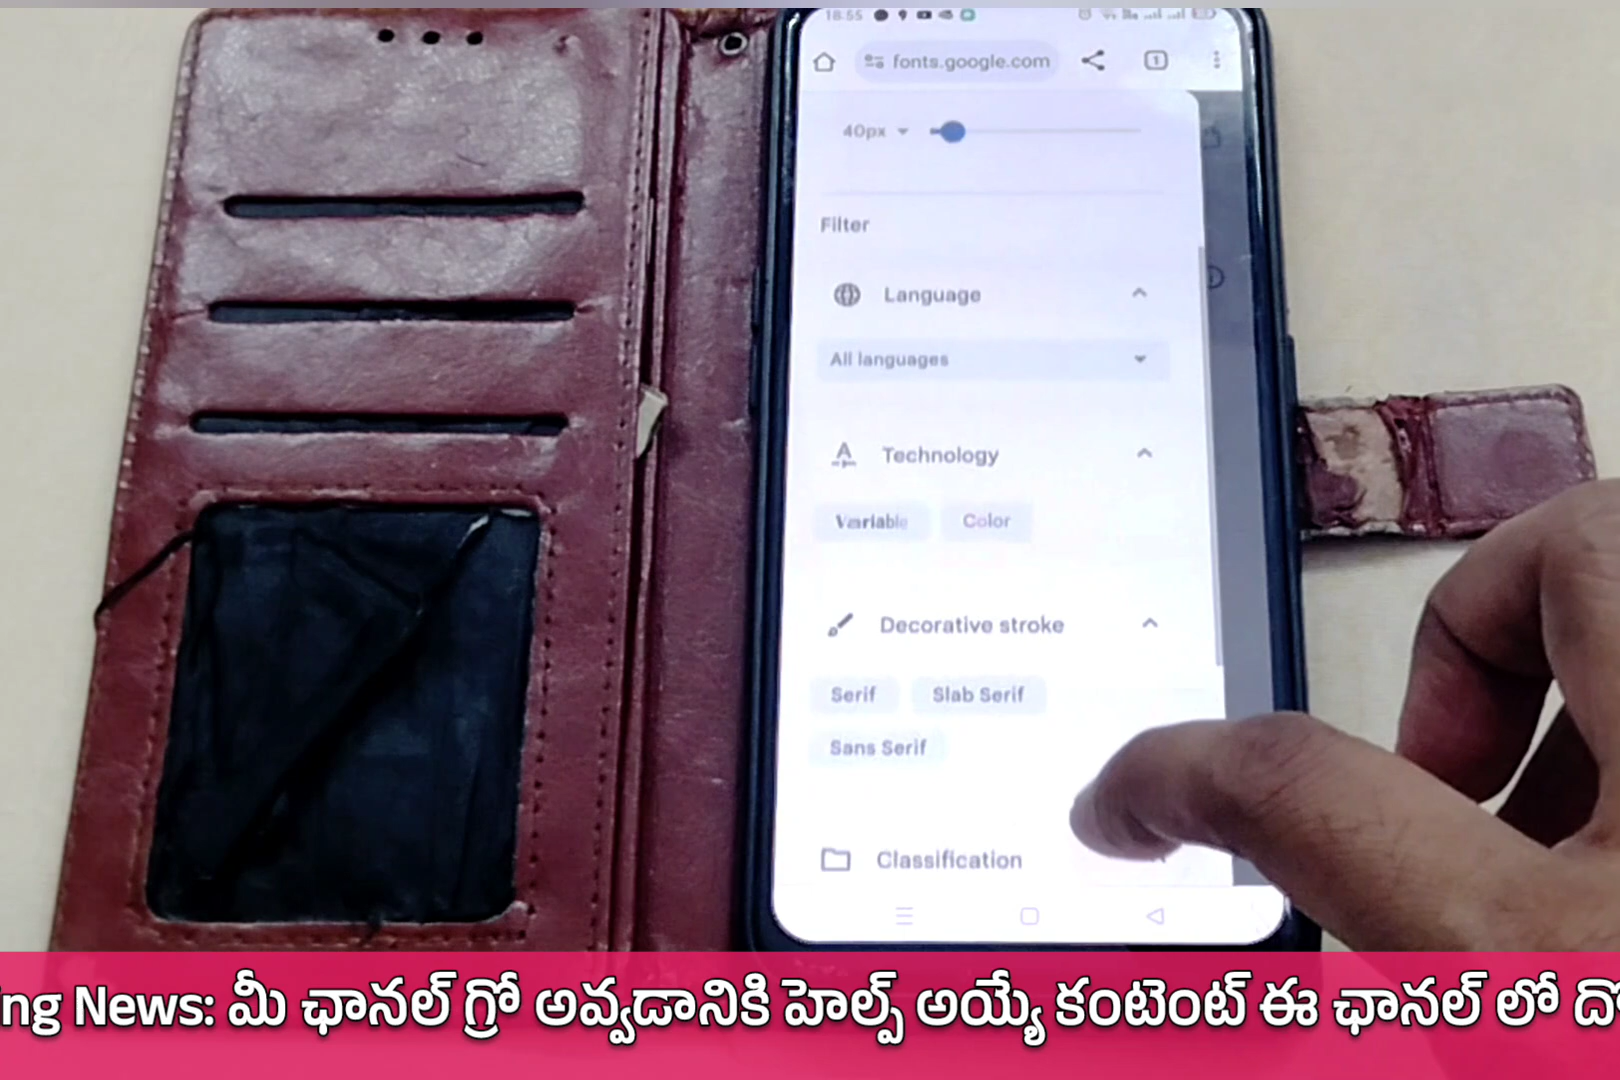 18:55
fonts.google.com
1
40px
Filter
Language
All languages
Technology
Variable Color
Decorative stroke
Serif Slab Serif
Sans Serif
Classification
News: మీ ఛానల్ గ్రో అవ్వడానికి హెల్ప్ అయ్యే కంటెంట్ ఈ ఛానల్ లో